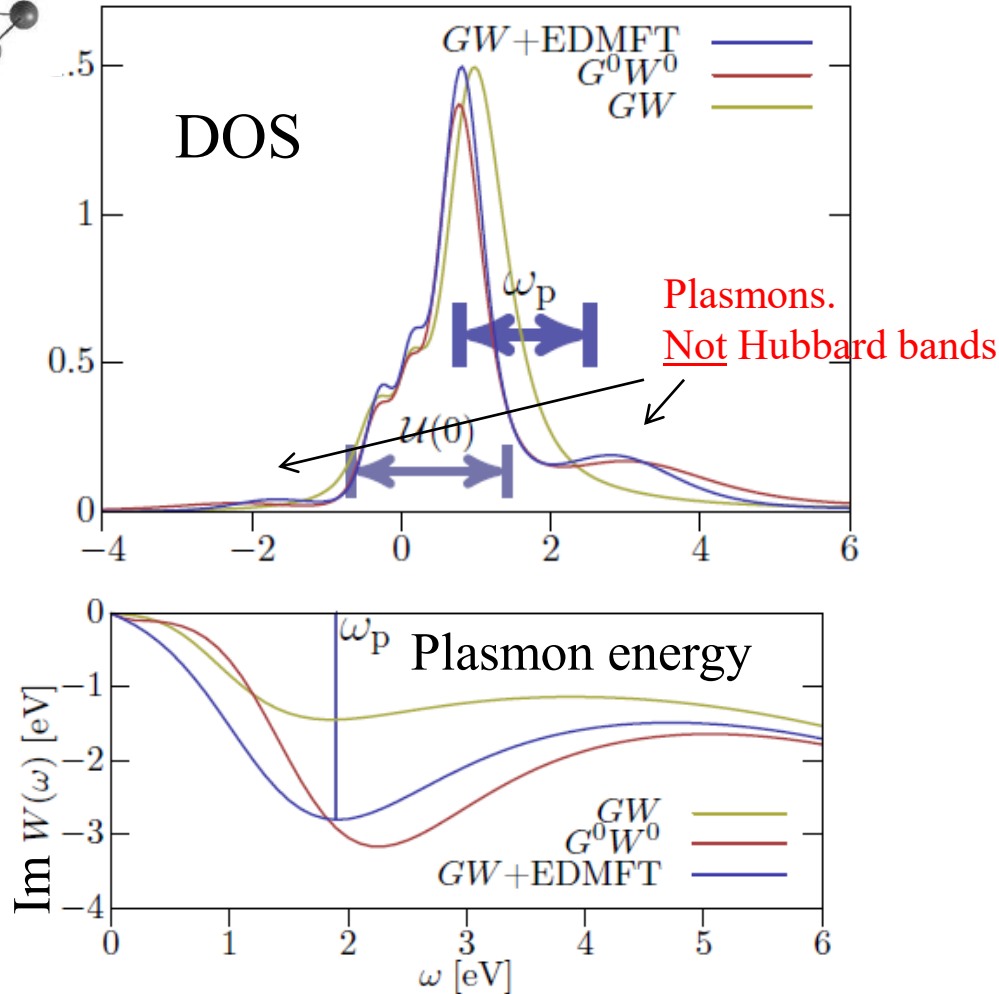 GW+EDMFT
G⁰W⁰
GW
.5
DOS
1
ωp
Plasmons.
Not Hubbard bands
0.5
𝒰(0)
0
−4 −2 0 2 4 6
0
ωp
Plasmon energy
−1
−2
−3
−4
Im W(ω) [eV]
GW
G⁰W⁰
GW+EDMFT
0 1 2 3 4 5 6
ω [eV]